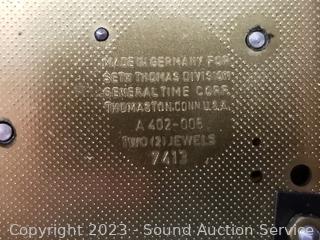 MADE IN GERMANY FOR
SETH THOMAS DIVISION
GENERAL TIME CORP.
THOMASTON.CONN U.S.A.
A 402-006
TWO (2) JEWELS
7413
Copyright 2023 - Sound Auction Service